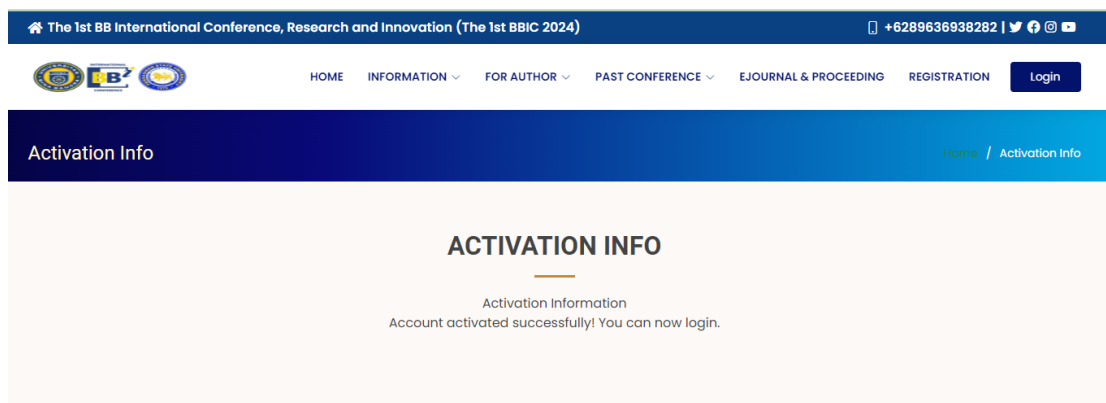 The 1st BB International Conference, Research and Innovation (The 1st BBIC 2024)
+6289636938282 |
HOME INFORMATION FOR AUTHOR PAST CONFERENCE EJOURNAL & PROCEEDING REGISTRATION Login
Activation Info
Home / Activation Info
ACTIVATION INFO
Activation Information
Account activated successfully! You can now login.